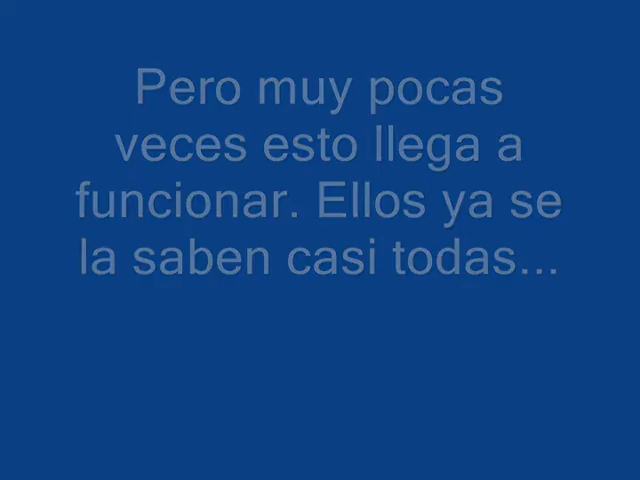 Pero muy pocas
veces esto llega a
funcionar. Ellos ya se
la saben casi todas...